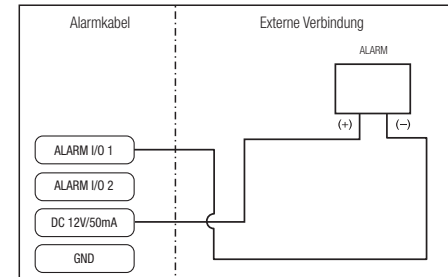 Alarmkabel
Externe Verbindung
ALARM
(+)
(−)
ALARM I/O 1
ALARM I/O 2
DC 12V/50mA
GND